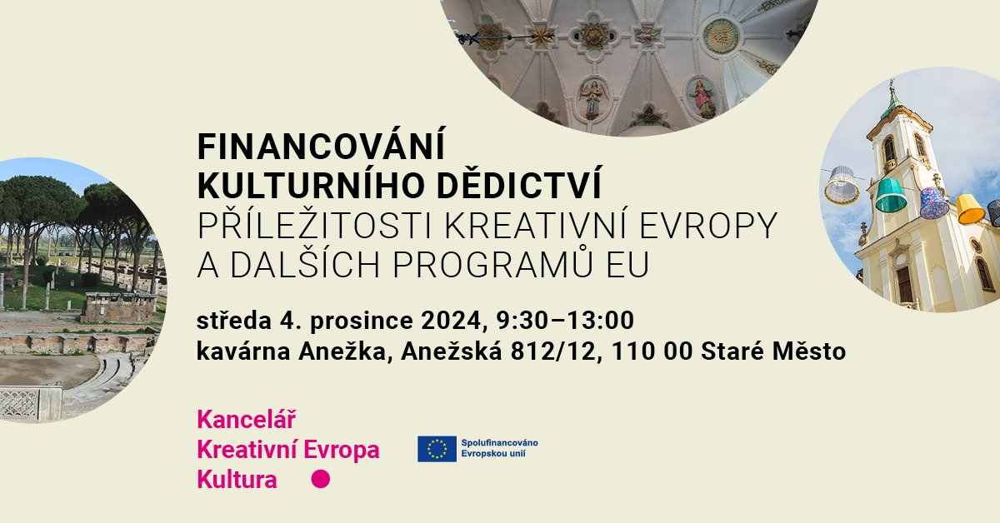 FINANCOVÁNÍ
KULTURNÍHO DĚDICTVÍ
PŘÍLEŽITOSTI KREATIVNÍ EVROPY
A DALŠÍCH PROGRAMŮ EU
středa 4. prosince 2024, 9:30–13:00
kavárna Anežka, Anežská 812/12, 110 00 Staré Město
Kancelář
Kreativní Evropa
Kultura
Spolufinancováno
Evropskou unií